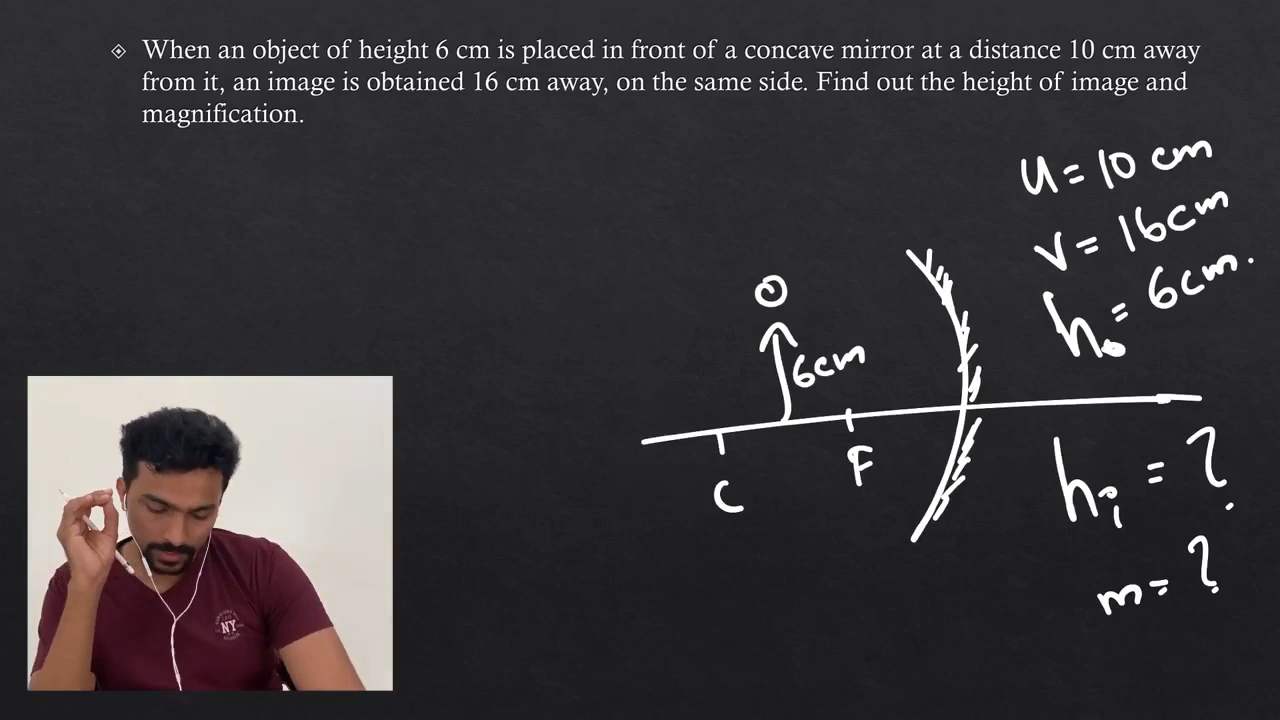 When an object of height 6 cm is placed in front of a concave mirror at a distance 10 cm away
from it, an image is obtained 16 cm away, on the same side. Find out the height of image and
magnification.
u = 10 cm
v = 16cm
ho = 6cm.
O
6cm
C
F
hi = ?
m = ?
NY